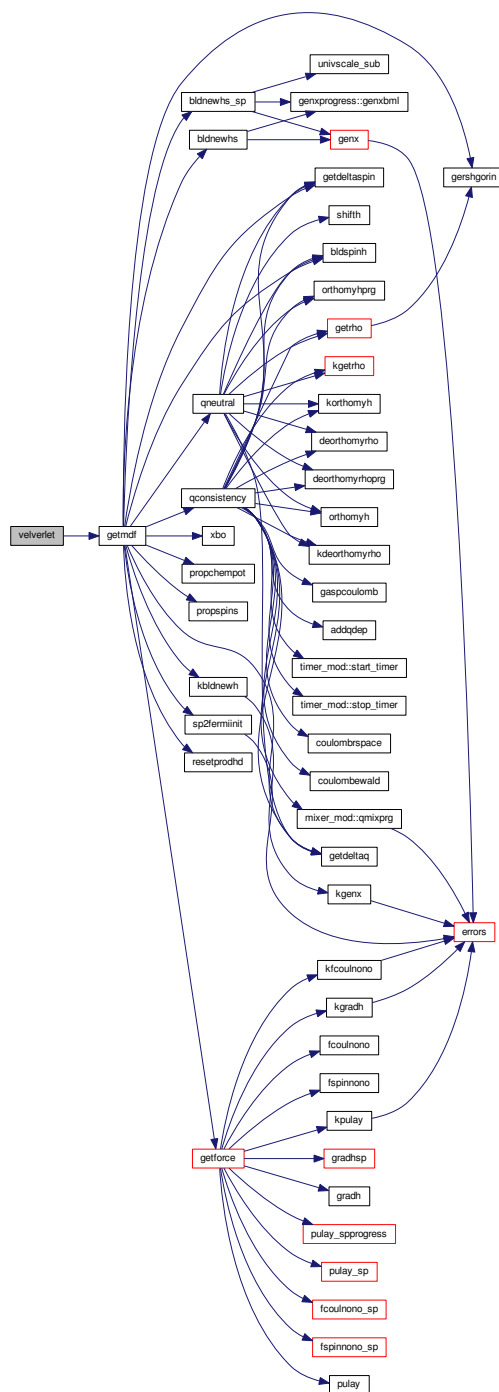 univscale_sub
bldnewhs_sp
genxprogress::genxbml
bldnewhs
genx
gershgorin
getdeltaspin
shifth
bldspinh
orthomyhprg
getrho
kgetrho
qneutral
korthomyh
deorthomyrho
deorthomyrhoprg
qconsistency
orthomyh
velverlet
getmdf
xbo
kdeorthomyrho
propchempot
gaspcoulomb
propspins
addqdep
timer_mod::start_timer
kbldnewh
timer_mod::stop_timer
sp2fermiinit
coulombrspace
resetprodhd
coulombewald
mixer_mod::qmixprg
getdeltaq
kgenx
errors
kfcoulnono
kgradh
fcoulnono
fspinnono
kpulay
getforce
gradhsp
gradh
pulay_spprogress
pulay_sp
fcoulnono_sp
fspinnono_sp
pulay